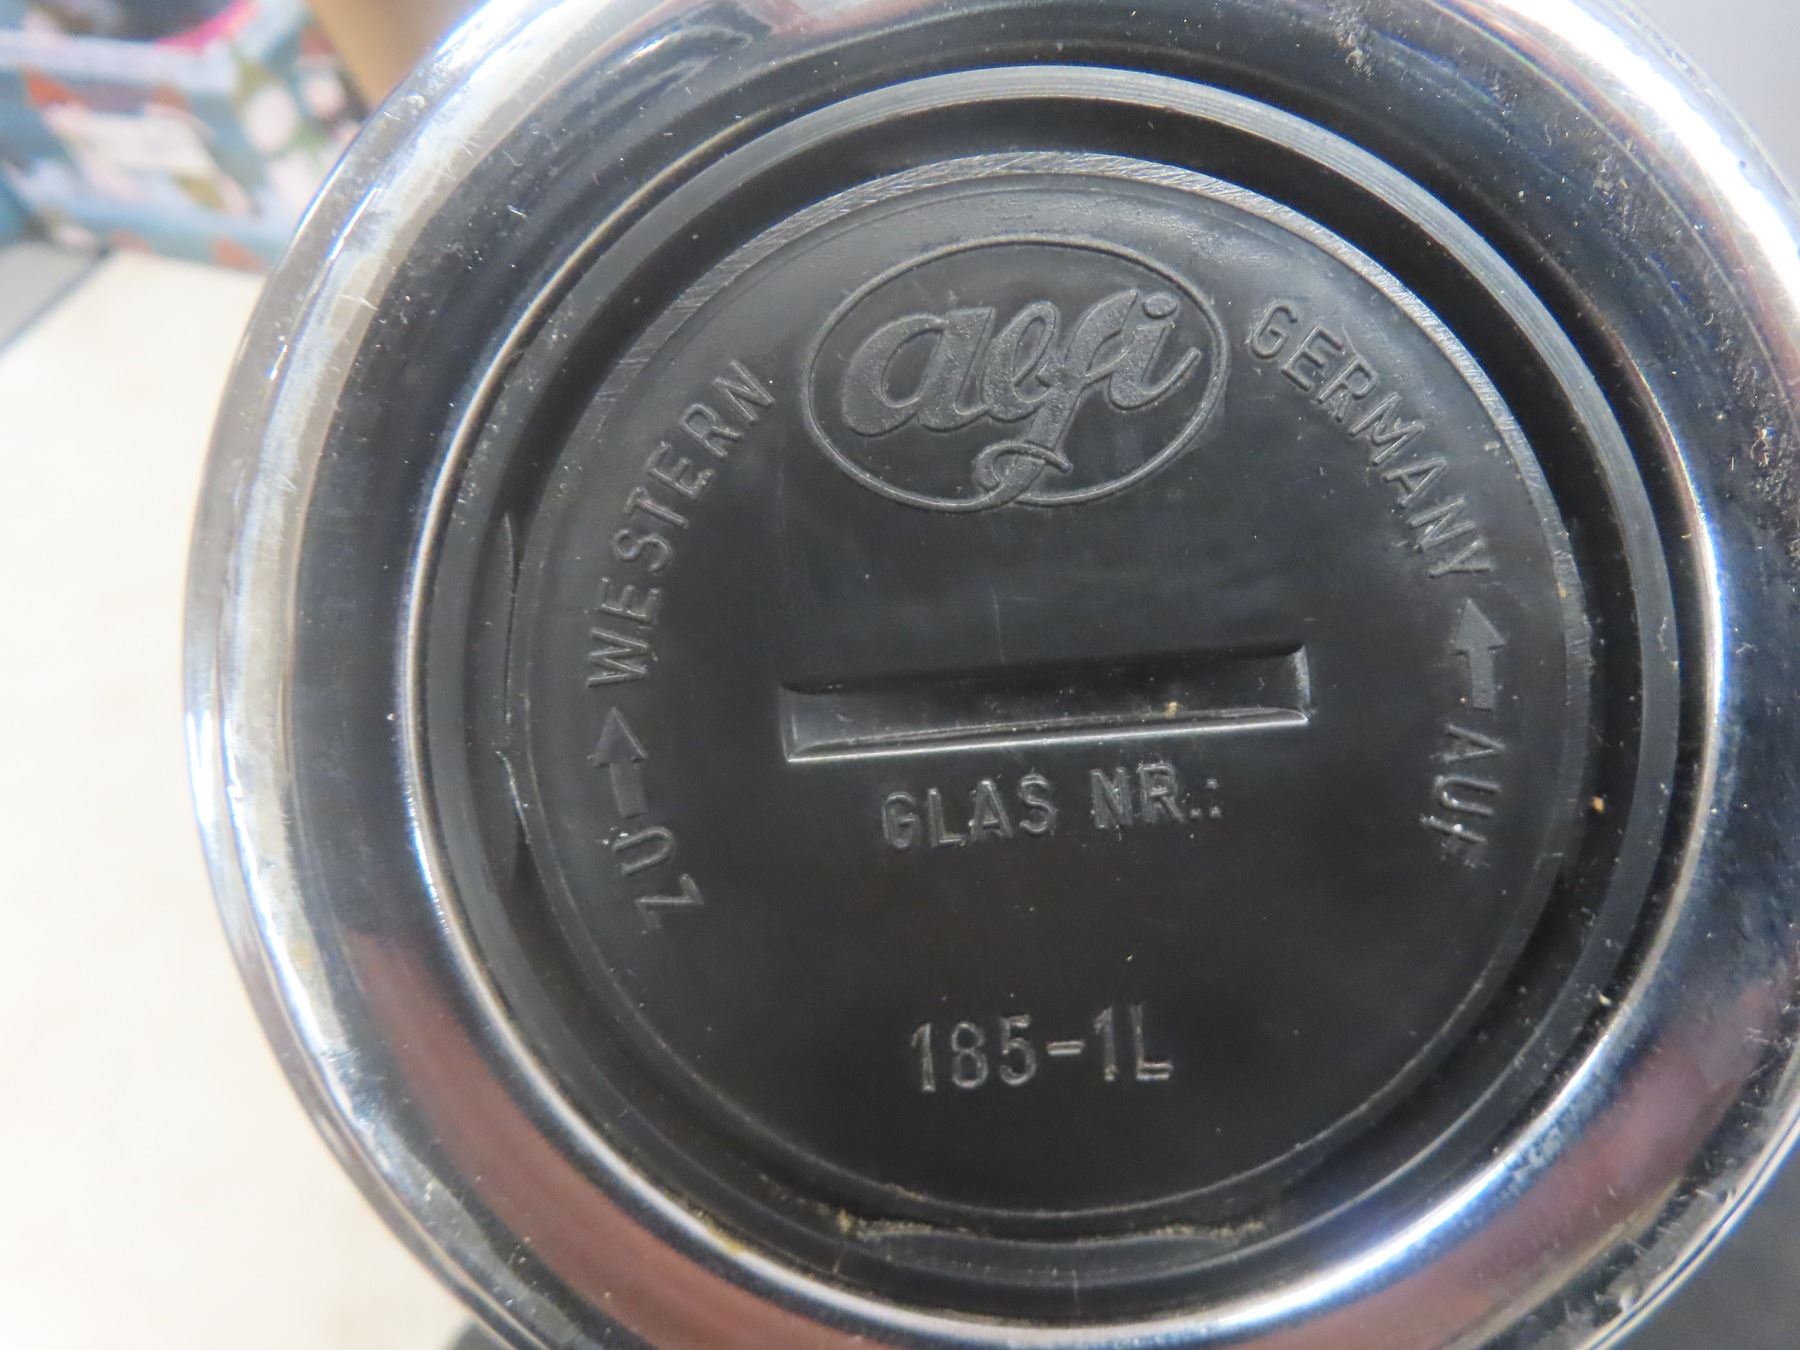 alfi
WESTERN GERMANY
ZU
AUF
GLAS NR.:
185-1L